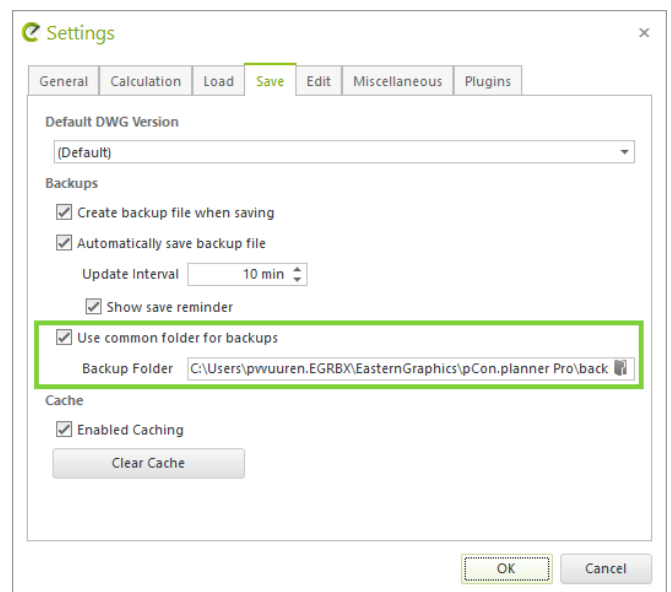 Settings
General Calculation Load Save Edit Miscellaneous Plugins
Default DWG Version
(Default)
Backups
Create backup file when saving
Automatically save backup file
Update Interval 10 min
Show save reminder
Use common folder for backups
Backup Folder C:\Users\pvvuuren.EGRBX\EasternGraphics\pCon.planner Pro\back
Cache
Enabled Caching
Clear Cache
OK Cancel